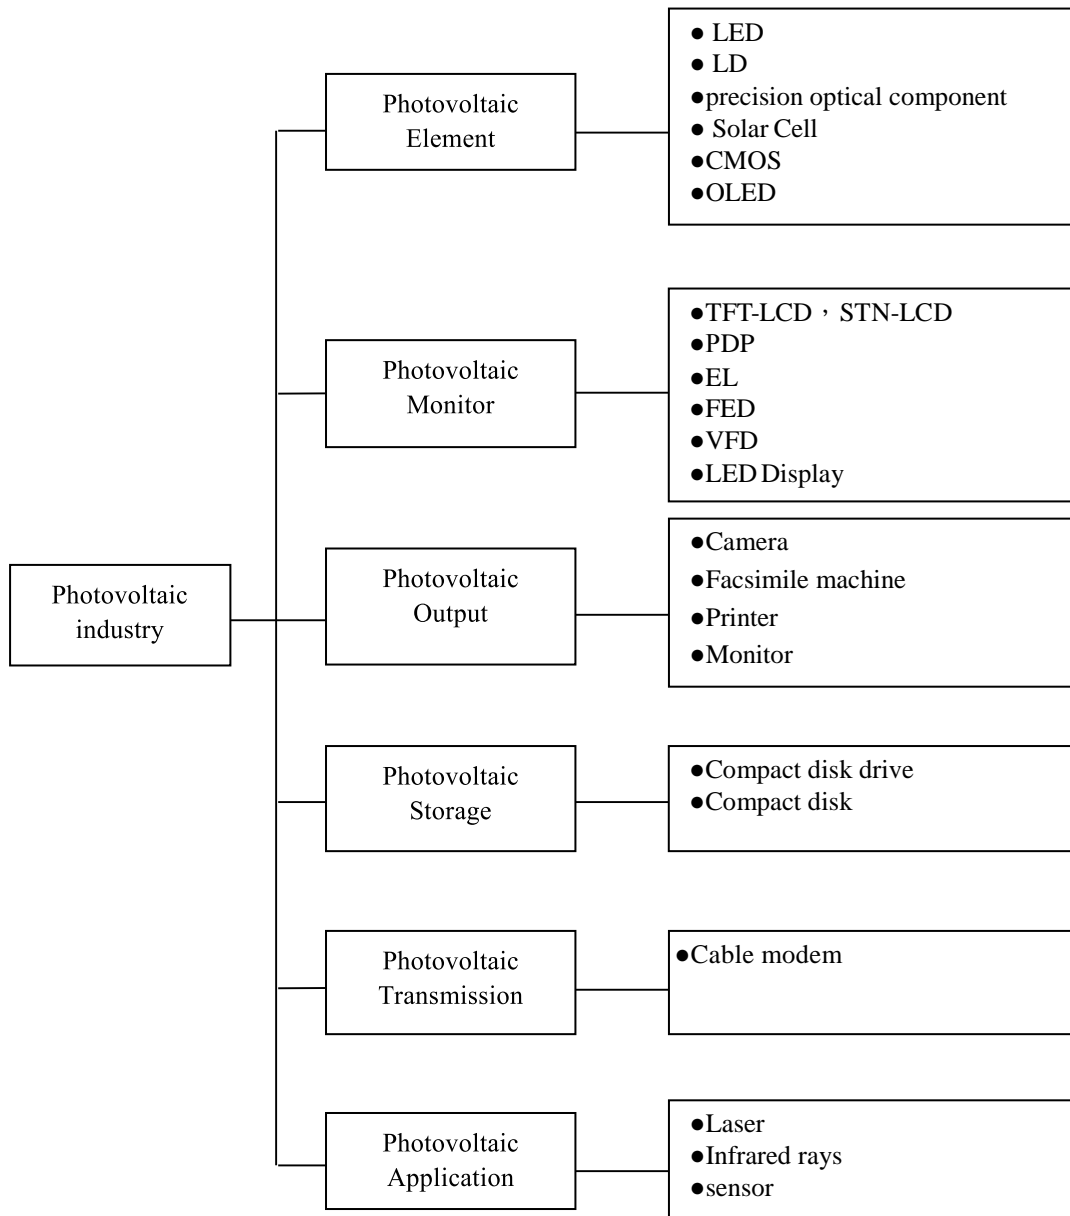 Photovoltaic
industry
Photovoltaic
Element
● LED
● LD
●precision optical component
● Solar Cell
●CMOS
●OLED
Photovoltaic
Monitor
●TFT-LCD，STN-LCD
●PDP
●EL
●FED
●VFD
●LED Display
Photovoltaic
Output
●Camera
●Facsimile machine
●Printer
●Monitor
Photovoltaic
Storage
●Compact disk drive
●Compact disk
Photovoltaic
Transmission
●Cable modem
Photovoltaic
Application
●Laser
●Infrared rays
●sensor